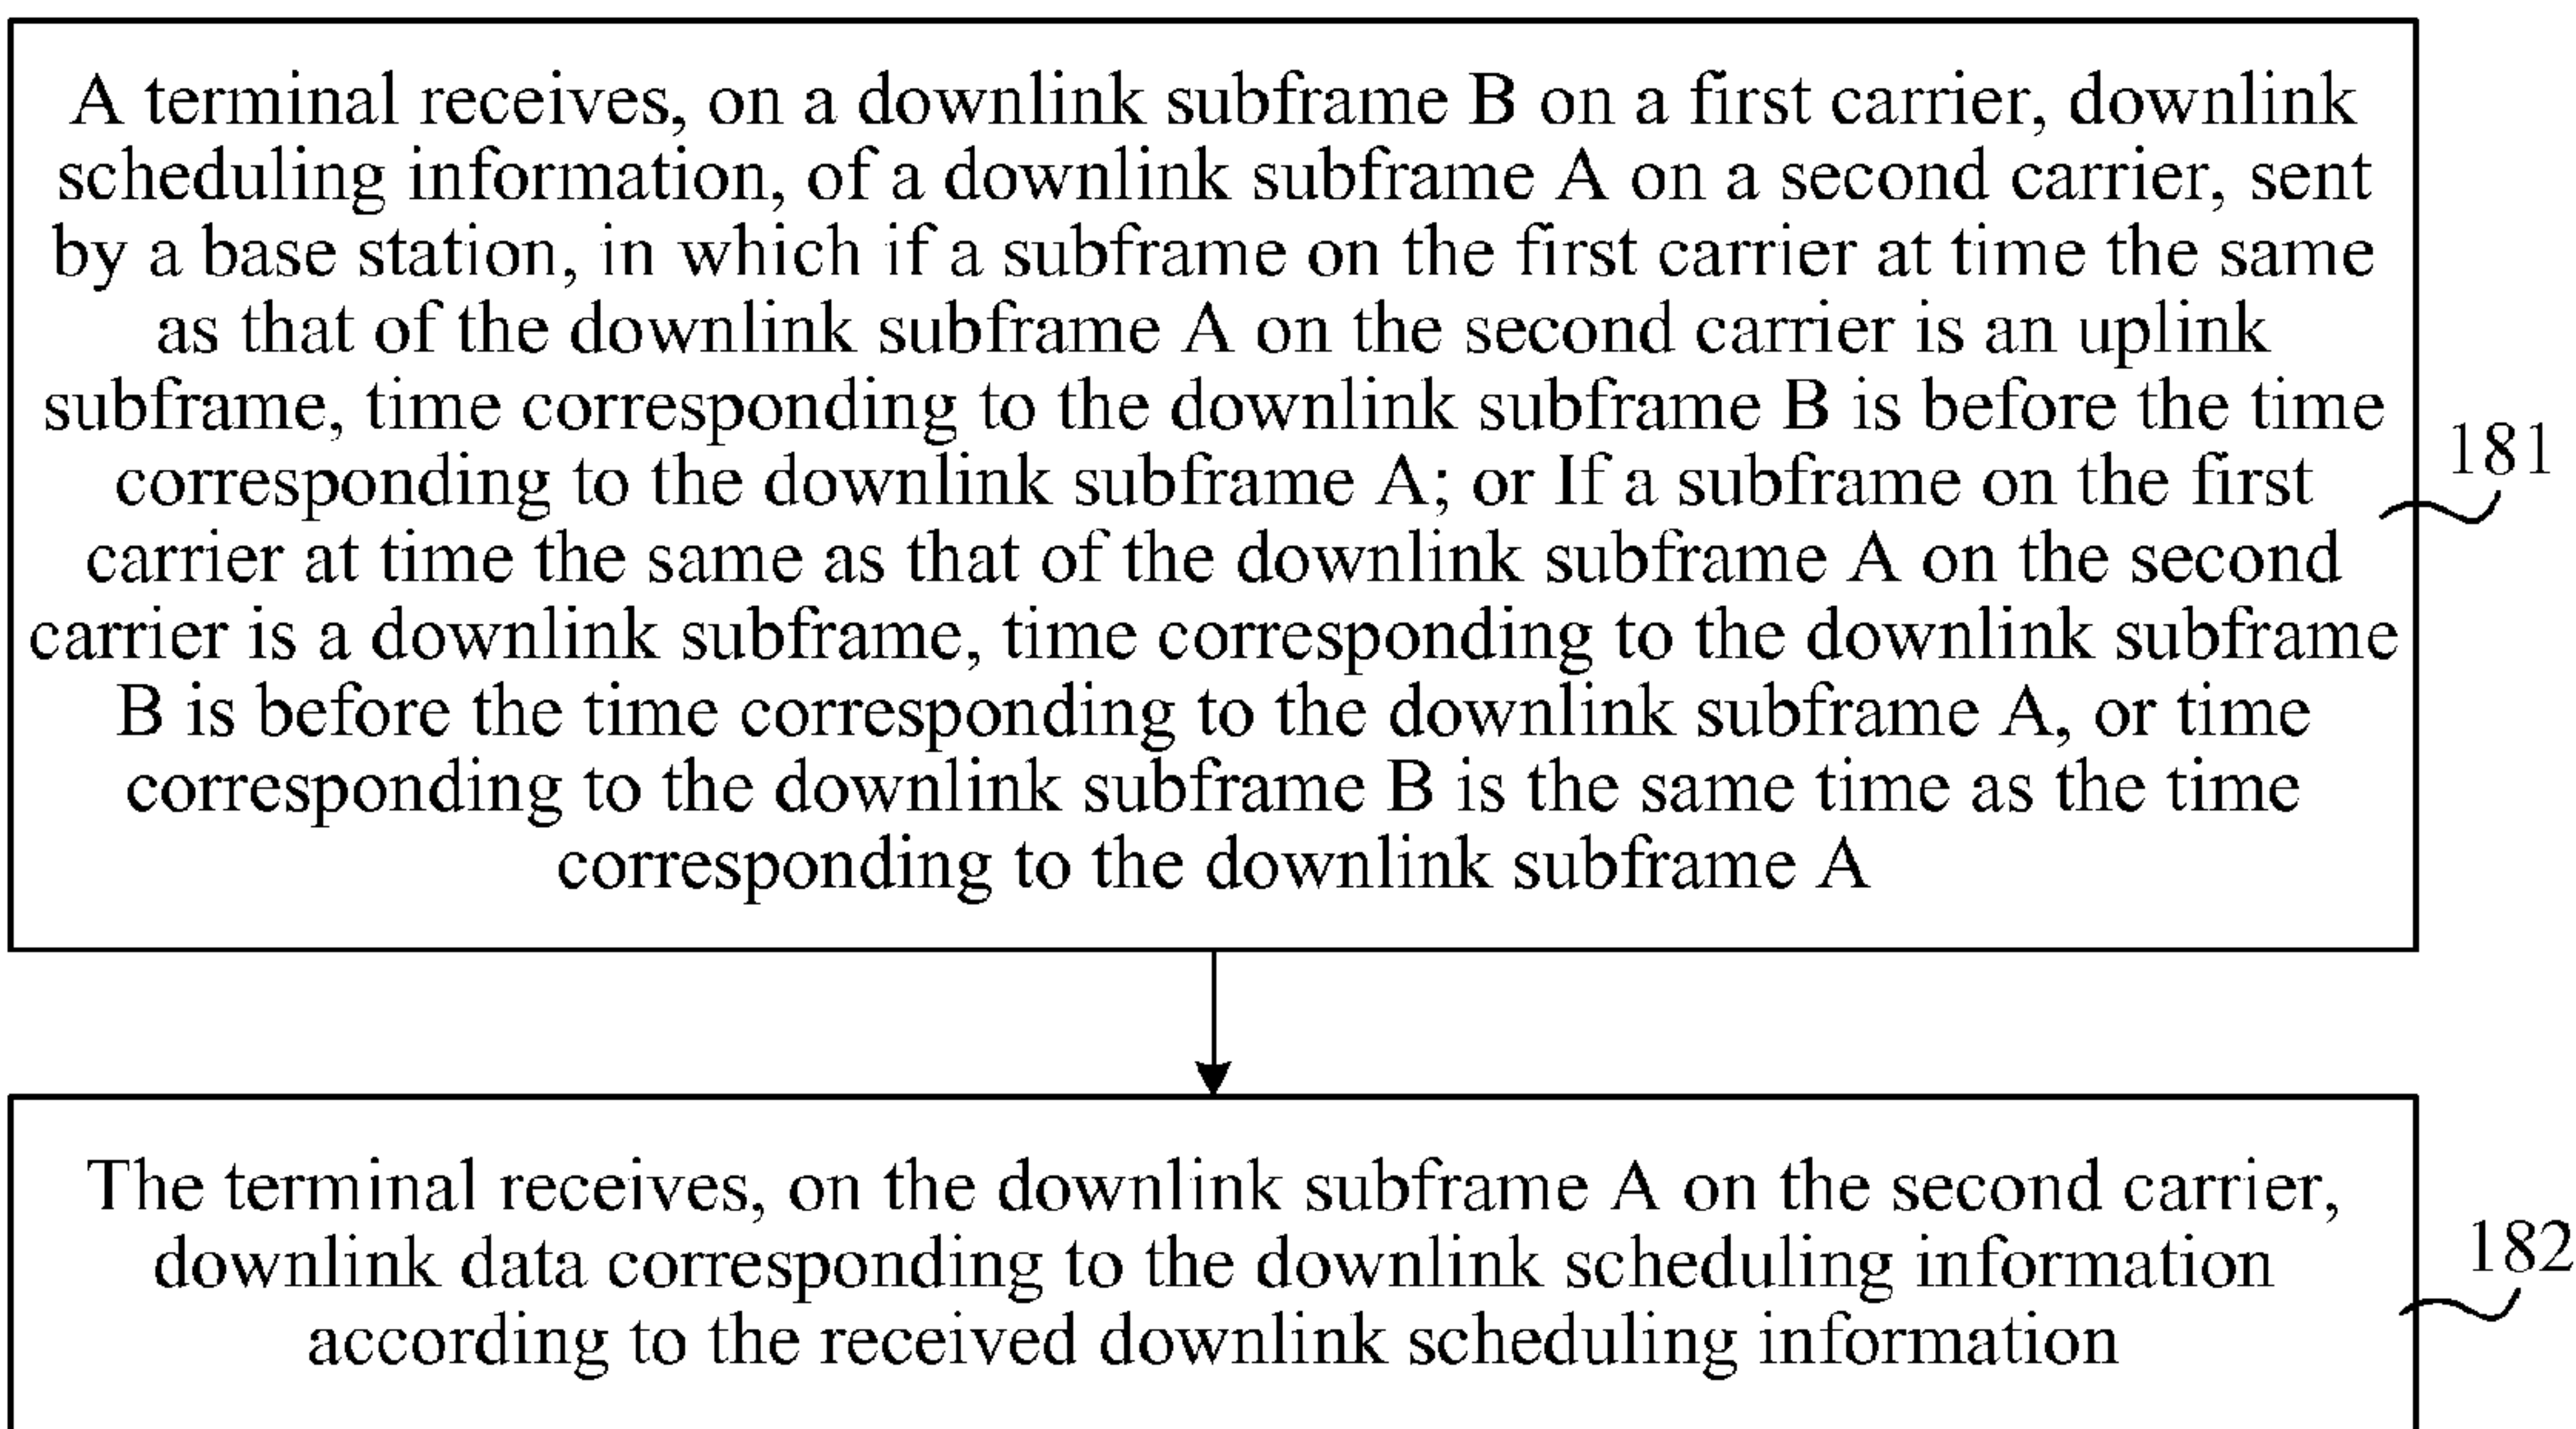 A terminal receives, on a downlink subframe B on a first carrier, downlink
scheduling information, of a downlink subframe A on a second carrier, sent
by a base station, in which if a subframe on the first carrier at time the same
as that of the downlink subframe A on the second carrier is an uplink
subframe, time corresponding to the downlink subframe B is before the time
corresponding to the downlink subframe A; or If a subframe on the first
carrier at time the same as that of the downlink subframe A on the second
carrier is a downlink subframe, time corresponding to the downlink subframe
B is before the time corresponding to the downlink subframe A, or time
corresponding to the downlink subframe B is the same time as the time
corresponding to the downlink subframe A
181
The terminal receives, on the downlink subframe A on the second carrier,
downlink data corresponding to the downlink scheduling information
according to the received downlink scheduling information
182